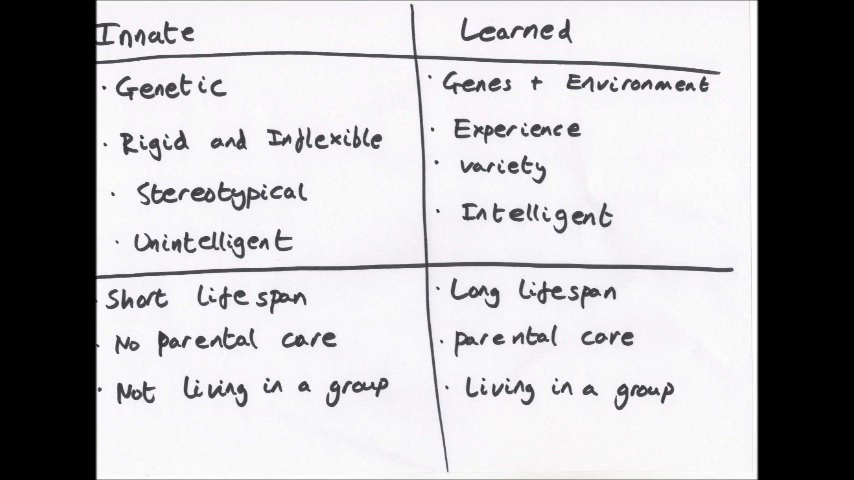 Innate
· Genetic
· Rigid and Inflexible
· Stereotypical
· Unintelligent
· Short lifespan
· No parental care
· Not living in a group
Learned
· Genes + Environment
· Experience
· variety
· Intelligent
· Long lifespan
· parental care
· Living in a group